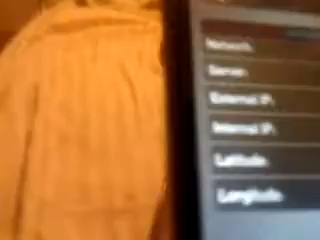 Network:
Server:
External IP:
Internal IP:
Latitude:
Longitude: